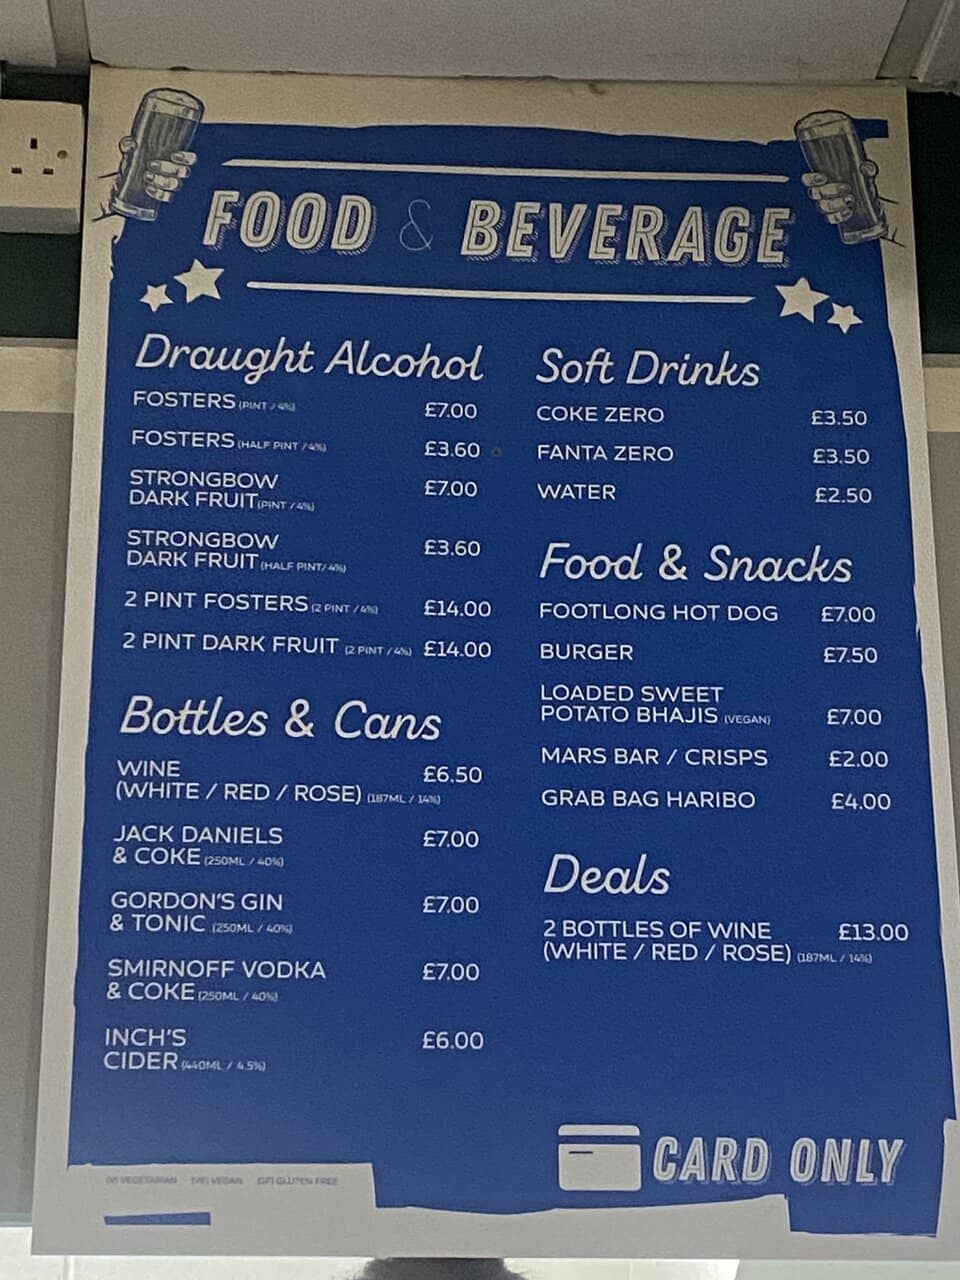 FOOD & BEVERAGE
Draught Alcohol
FOSTERS (PINT / 4%) £7.00
FOSTERS (HALF PINT / 4%) £3.60
STRONGBOW
DARK FRUIT (PINT / 4%) £7.00
STRONGBOW
DARK FRUIT (HALF PINT/ 4%) £3.60
2 PINT FOSTERS (2 PINT / 4%) £14.00
2 PINT DARK FRUIT (2 PINT / 4%) £14.00
Bottles & Cans
WINE £6.50
(WHITE / RED / ROSE) (187ML / 14%)
JACK DANIELS £7.00
& COKE (250ML / 40%)
GORDON'S GIN £7.00
& TONIC (250ML / 40%)
SMIRNOFF VODKA £7.00
& COKE (250ML / 40%)
INCH'S £6.00
CIDER (440ML / 4.5%)
Soft Drinks
COKE ZERO £3.50
FANTA ZERO £3.50
WATER £2.50
Food & Snacks
FOOTLONG HOT DOG £7.00
BURGER £7.50
LOADED SWEET
POTATO BHAJIS (VEGAN) £7.00
MARS BAR / CRISPS £2.00
GRAB BAG HARIBO £4.00
Deals
2 BOTTLES OF WINE £13.00
(WHITE / RED / ROSE) (187ML / 14%)
CARD ONLY
(V) VEGETARIAN (VE) VEGAN (GF) GLUTEN FREE